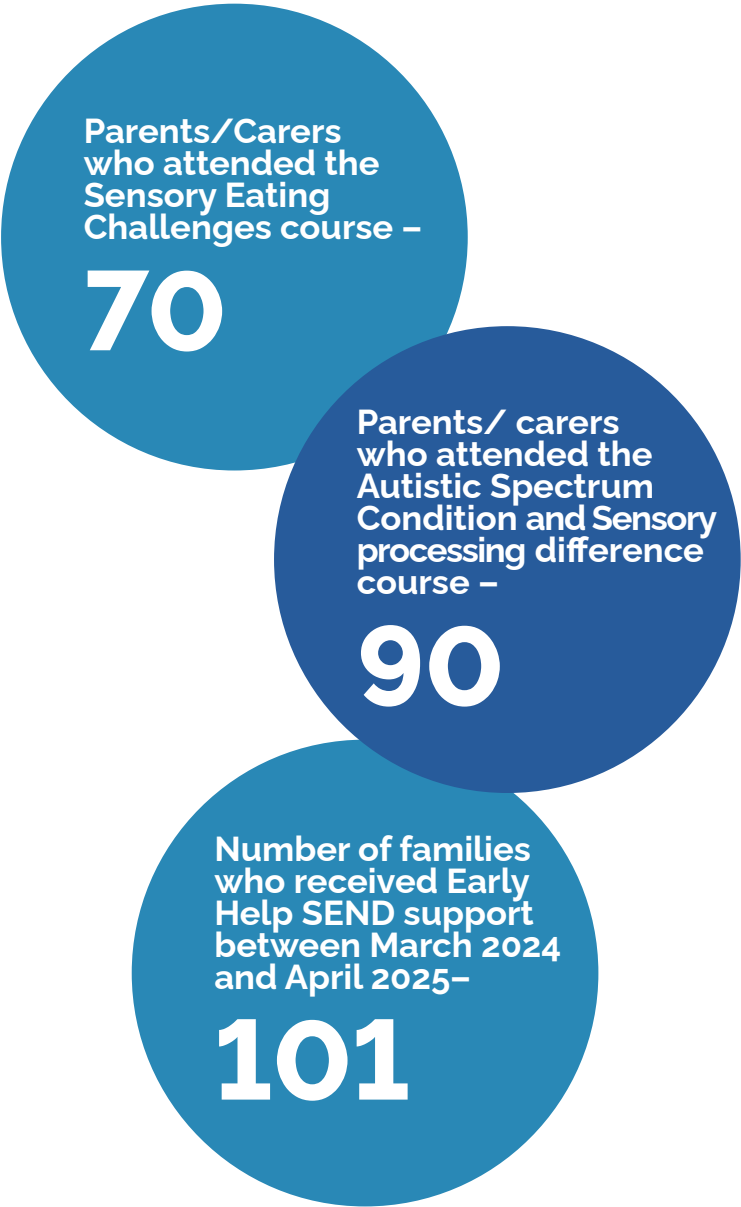 Parents/Carers
who attended the
Sensory Eating
Challenges course –
70
Parents/ carers
who attended the
Autistic Spectrum
Condition and Sensory
processing difference
course –
90
Number of families
who received Early
Help SEND support
between March 2024
and April 2025–
101